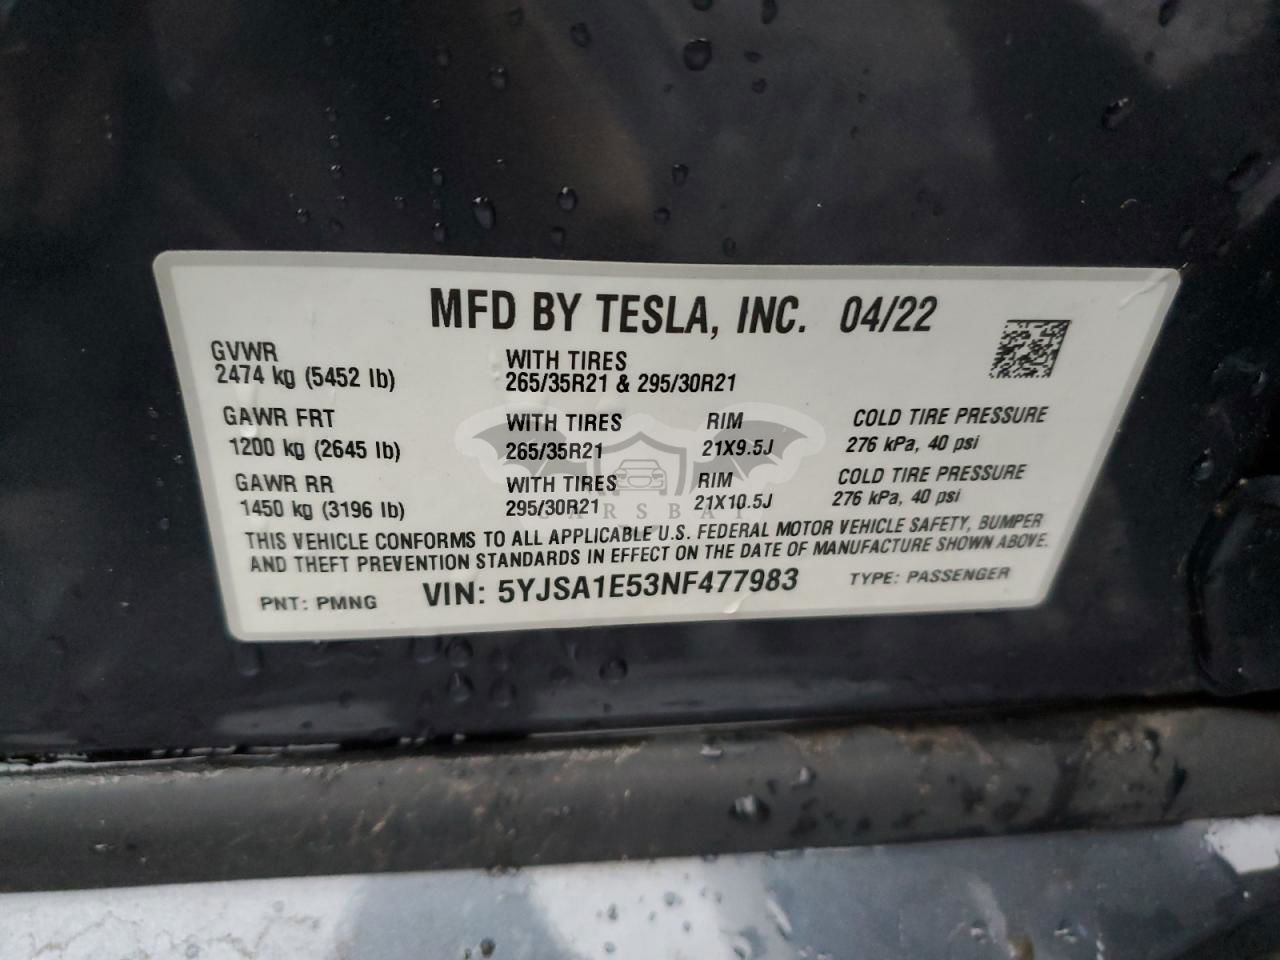 MFD BY TESLA, INC. 04/22
GVWR
2474 kg (5452 lb)
WITH TIRES
265/35R21 & 295/30R21
GAWR FRT
1200 kg (2645 lb)
WITH TIRES
265/35R21
RIM
21X9.5J
COLD TIRE PRESSURE
276 kPa, 40 psi
GAWR RR
1450 kg (3196 lb)
WITH TIRES
295/30R21
RIM
21X10.5J
COLD TIRE PRESSURE
276 kPa, 40 psi
CARSBAT
THIS VEHICLE CONFORMS TO ALL APPLICABLE U.S. FEDERAL MOTOR VEHICLE SAFETY, BUMPER
AND THEFT PREVENTION STANDARDS IN EFFECT ON THE DATE OF MANUFACTURE SHOWN ABOVE.
PNT: PMNG VIN: 5YJSA1E53NF477983 TYPE: PASSENGER